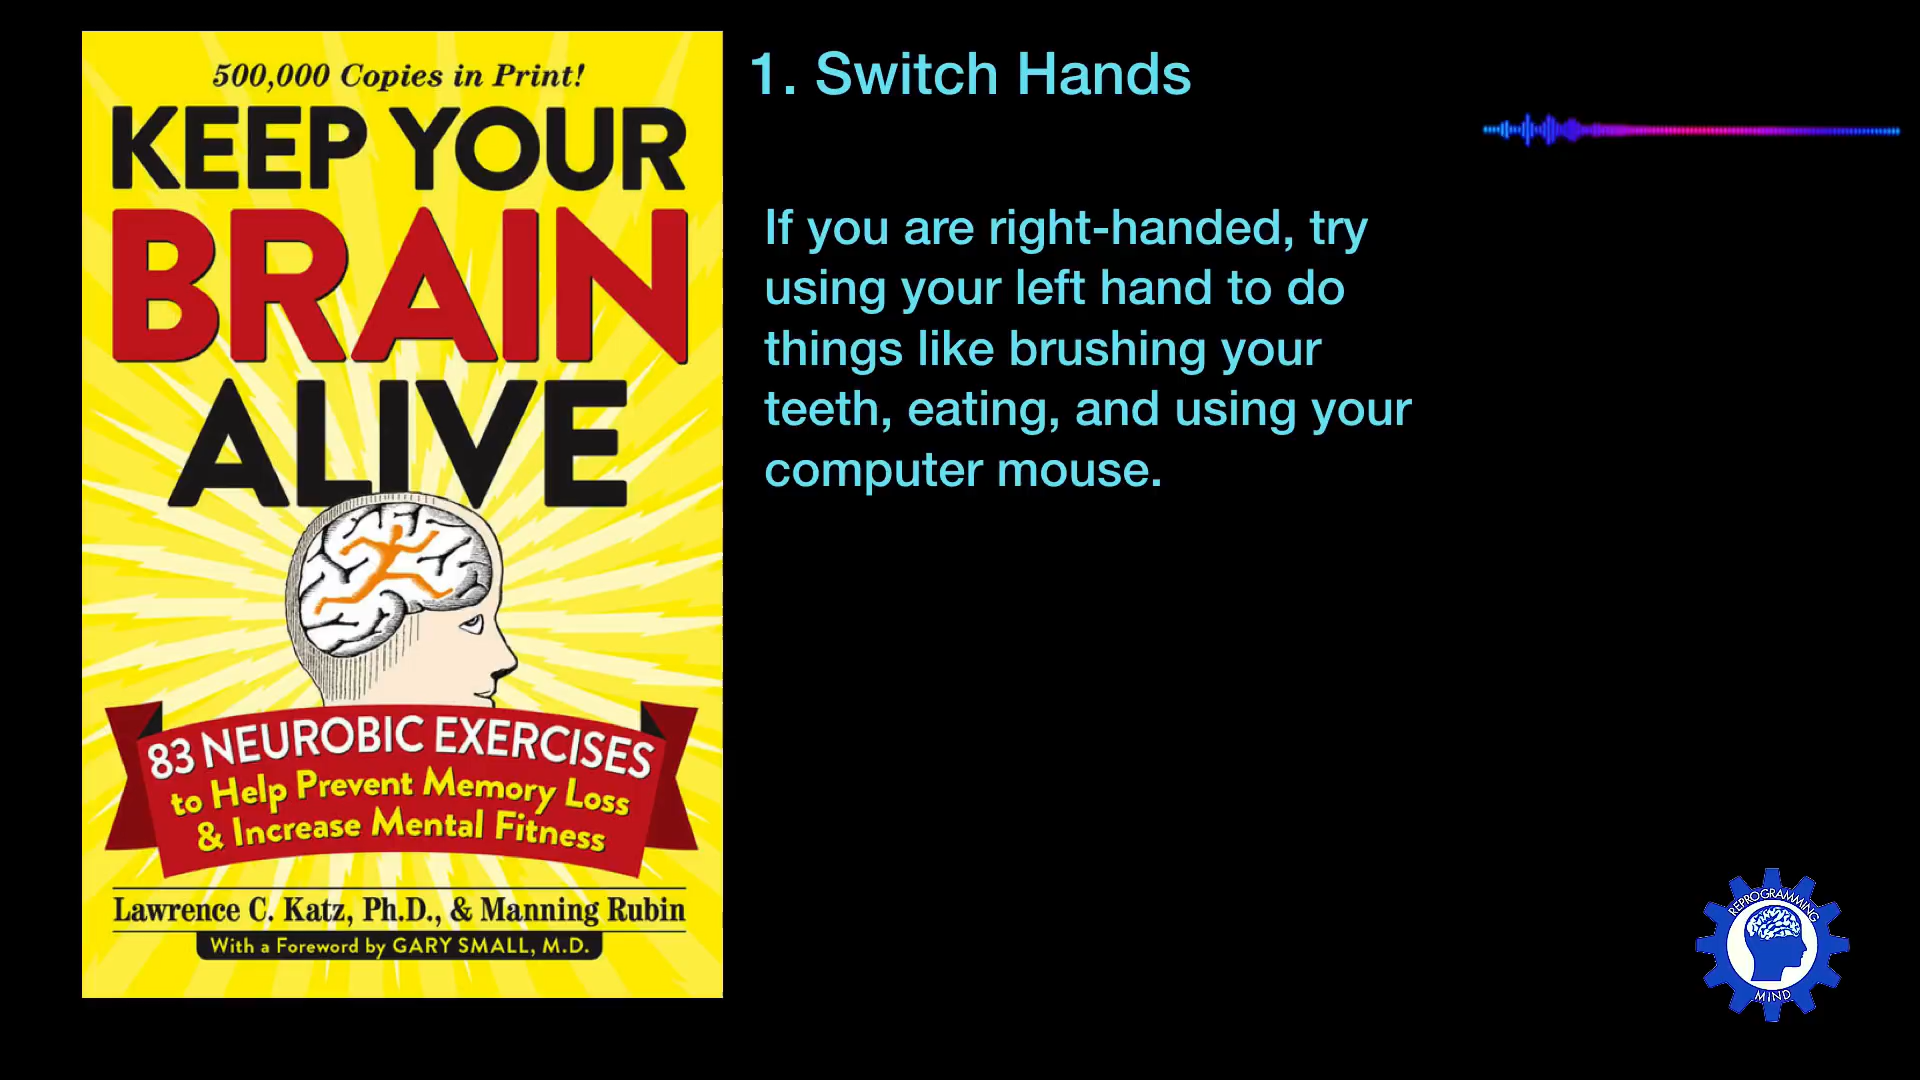 500,000 Copies in Print!
KEEP YOUR
BRAIN
ALIVE
83 NEUROBIC EXERCISES
to Help Prevent Memory Loss
& Increase Mental Fitness
Lawrence C. Katz, Ph.D., & Manning Rubin
With a Foreword by GARY SMALL, M.D.
1. Switch Hands
If you are right-handed, try
using your left hand to do
things like brushing your
teeth, eating, and using your
computer mouse.
REPROGRAMMING
MIND